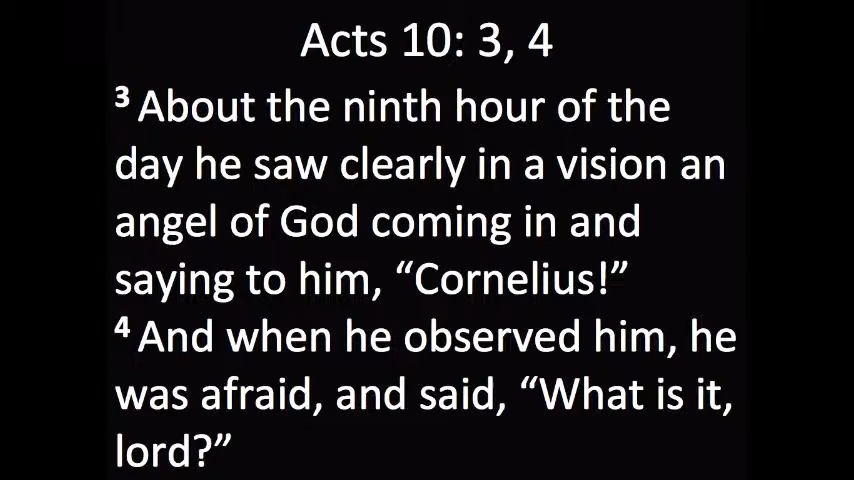 Acts 10: 3, 4
³ About the ninth hour of the
day he saw clearly in a vision an
angel of God coming in and
saying to him, “Cornelius!”
⁴ And when he observed him, he
was afraid, and said, “What is it,
lord?”